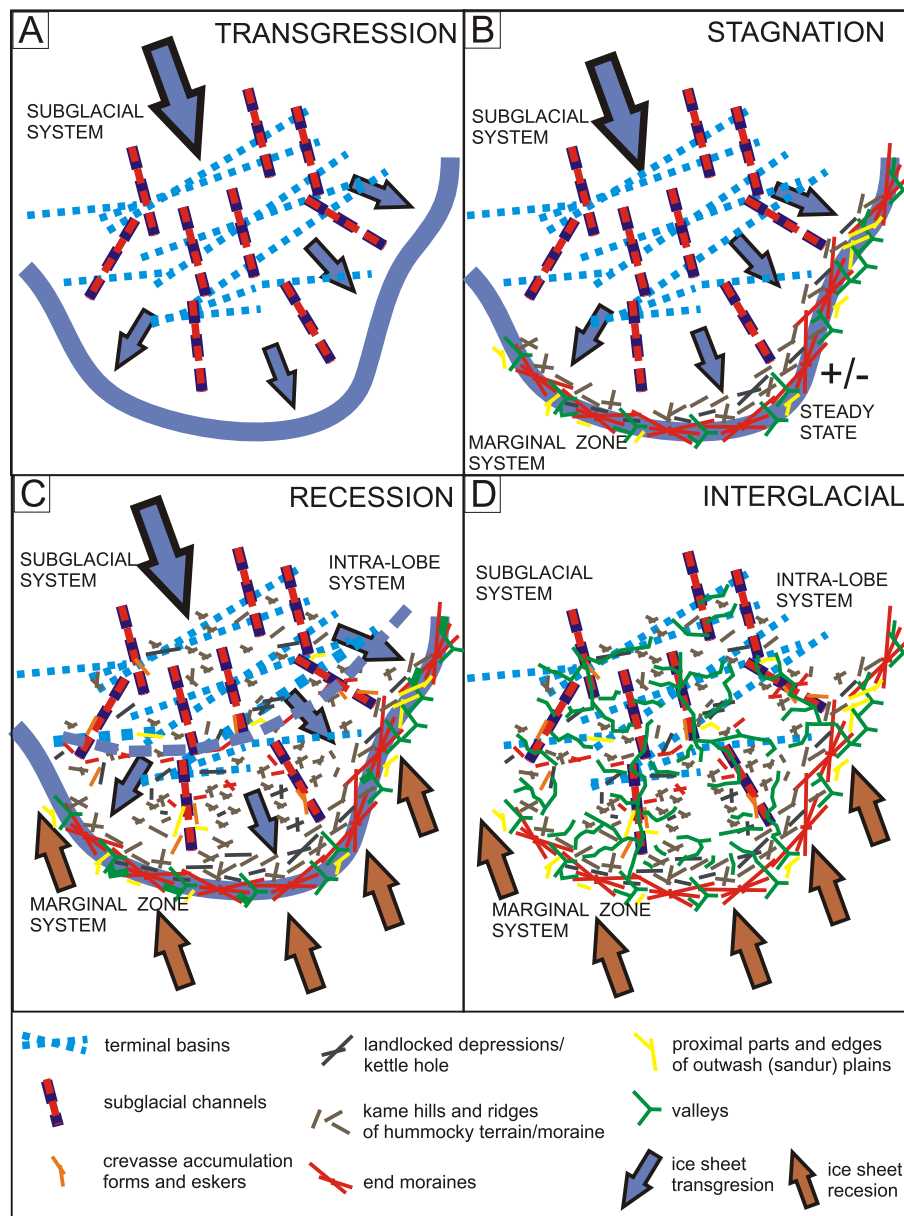 A
TRANSGRESSION
SUBGLACIAL
SYSTEM
B
STAGNATION
SUBGLACIAL
SYSTEM
+/-
STEADY
STATE
MARGINAL ZONE
SYSTEM
C
RECESSION
SUBGLACIAL
SYSTEM
INTRA-LOBE
SYSTEM
MARGINAL ZONE
SYSTEM
D
INTERGLACIAL
SUBGLACIAL
SYSTEM
INTRA-LOBE
SYSTEM
MARGINAL ZONE
SYSTEM
terminal basins
subglacial channels
crevasse accumulation
forms and eskers
landlocked depressions/
kettle hole
kame hills and ridges
of hummocky terrain/moraine
end moraines
proximal parts and edges
of outwash (sandur) plains
valleys
ice sheet
transgresion
ice sheet
recesion